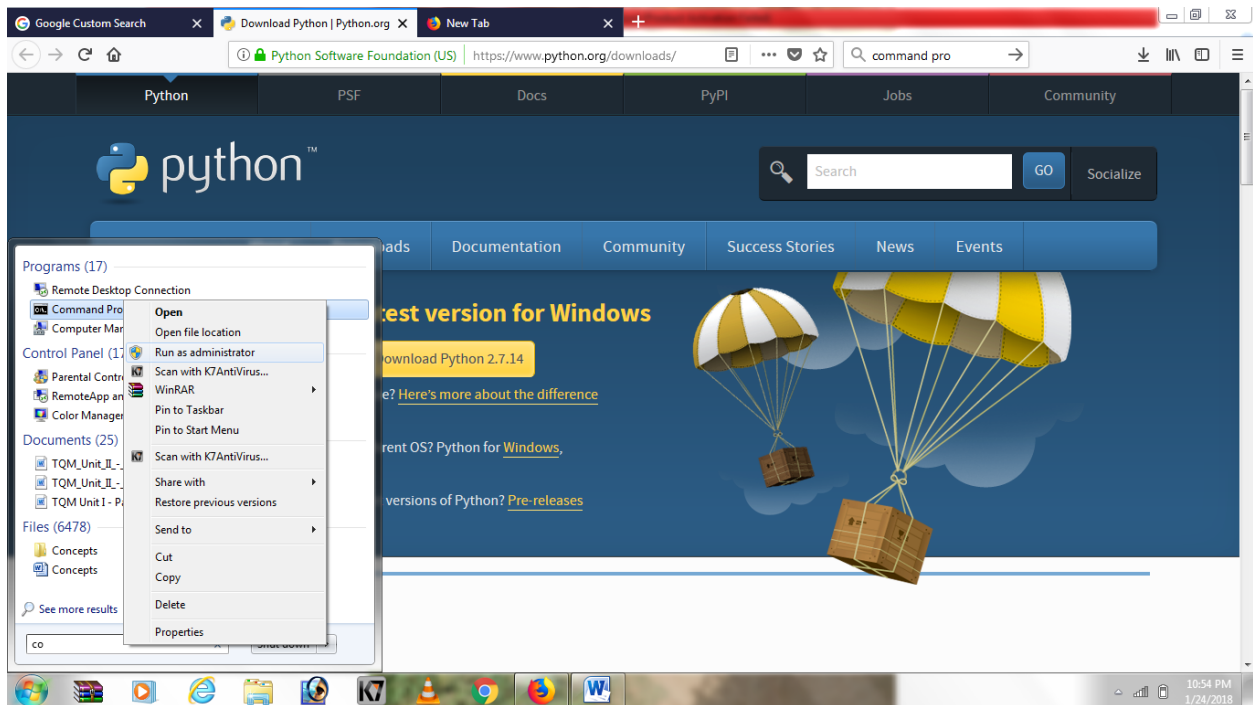 Google Custom Search
Download Python | Python.org
New Tab
Python Software Foundation (US)
https://www.python.org/downloads/
command pro
Python
PSF
Docs
PyPI
Jobs
Community
python™
Search
GO
Socialize
ads
Documentation
Community
Success Stories
News
Events
test version for Windows
ownload Python 2.7.14
e? Here's more about the difference
rent OS? Python for Windows,
versions of Python? Pre-releases
Programs (17)
Remote Desktop Connection
Command Pro
Computer Mar
Control Panel (17
Parental Contr
RemoteApp an
Color Manager
Documents (25)
TQM_Unit_II_-_
TQM_Unit_II_-_
TQM Unit I - Pa
Files (6478)
Concepts
Concepts
See more results
co
Shut down
Open
Open file location
Run as administrator
Scan with K7AntiVirus...
WinRAR
Pin to Taskbar
Pin to Start Menu
Scan with K7AntiVirus...
Share with
Restore previous versions
Send to
Cut
Copy
Delete
Properties
10:54 PM
1/24/2018